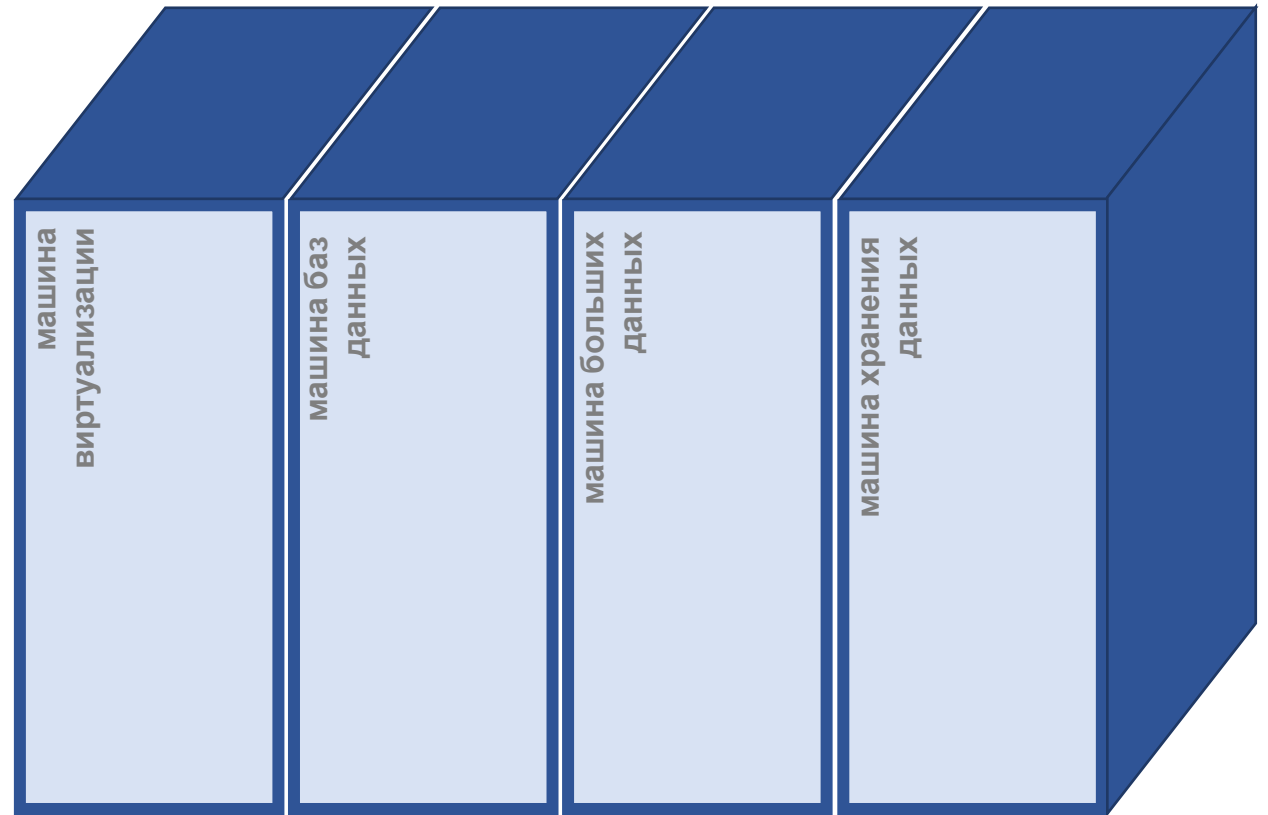 машина
виртуализации
машина баз
данных
машина больших
данных
машина хранения
данных